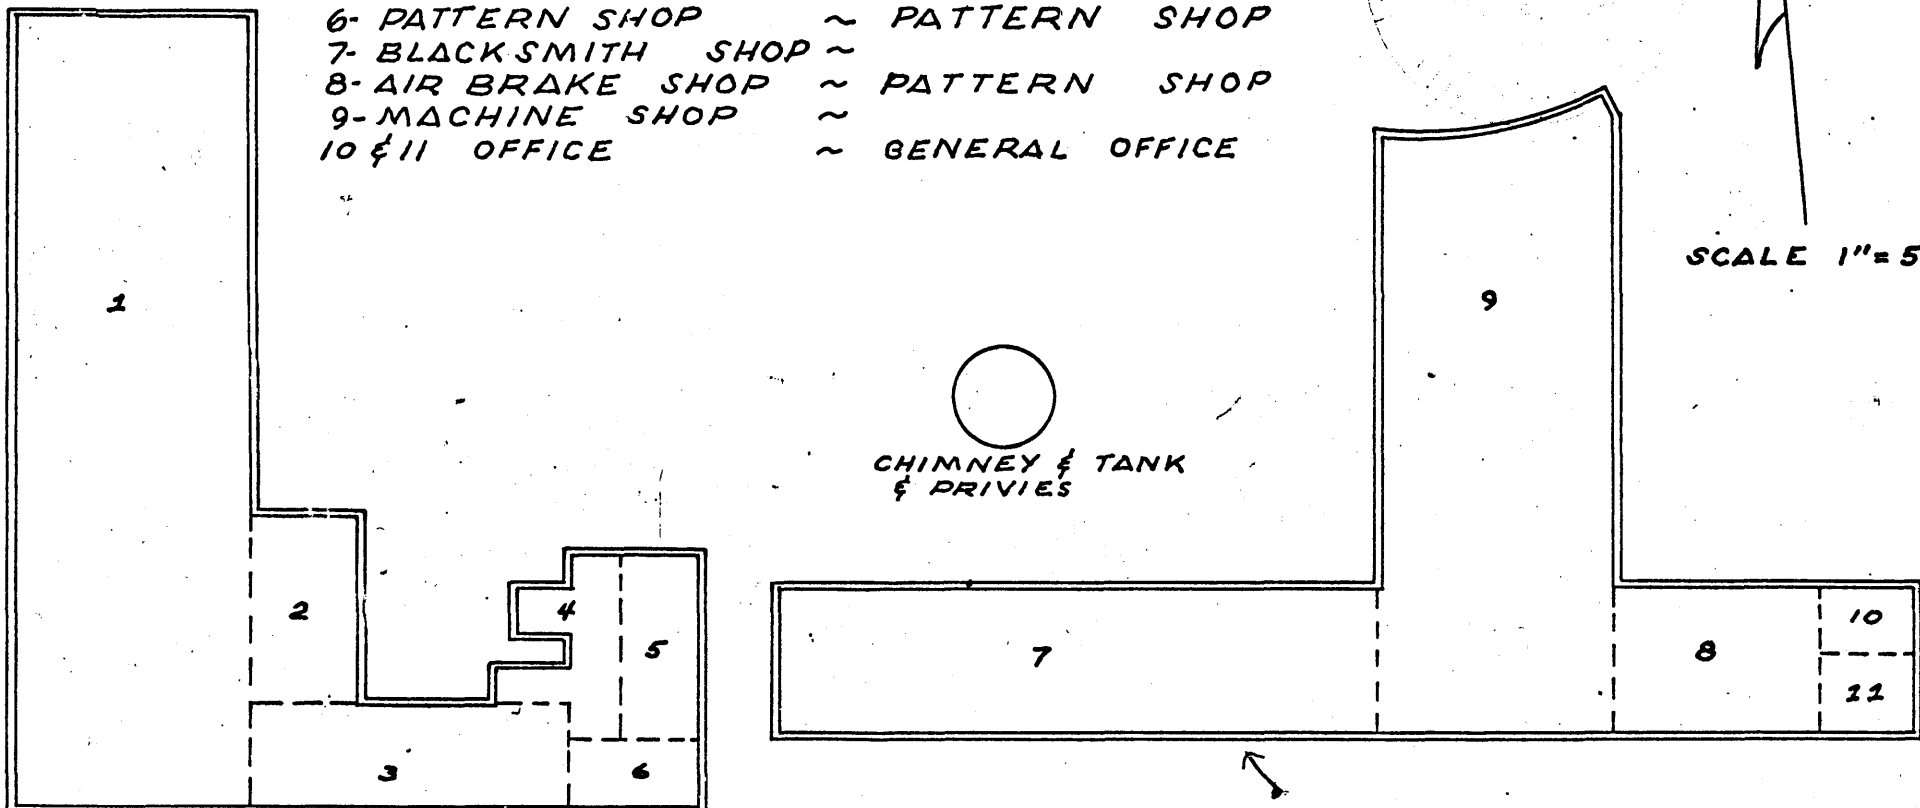 6- PATTERN SHOP ~ PATTERN SHOP
7- BLACKSMITH SHOP ~
8- AIR BRAKE SHOP ~ PATTERN SHOP
9- MACHINE SHOP ~
10 & 11 OFFICE ~ GENERAL OFFICE
SCALE 1"= 5
1
9
CHIMNEY & TANK
& PRIVIES
2
4
5
7
8
10
11
3
6